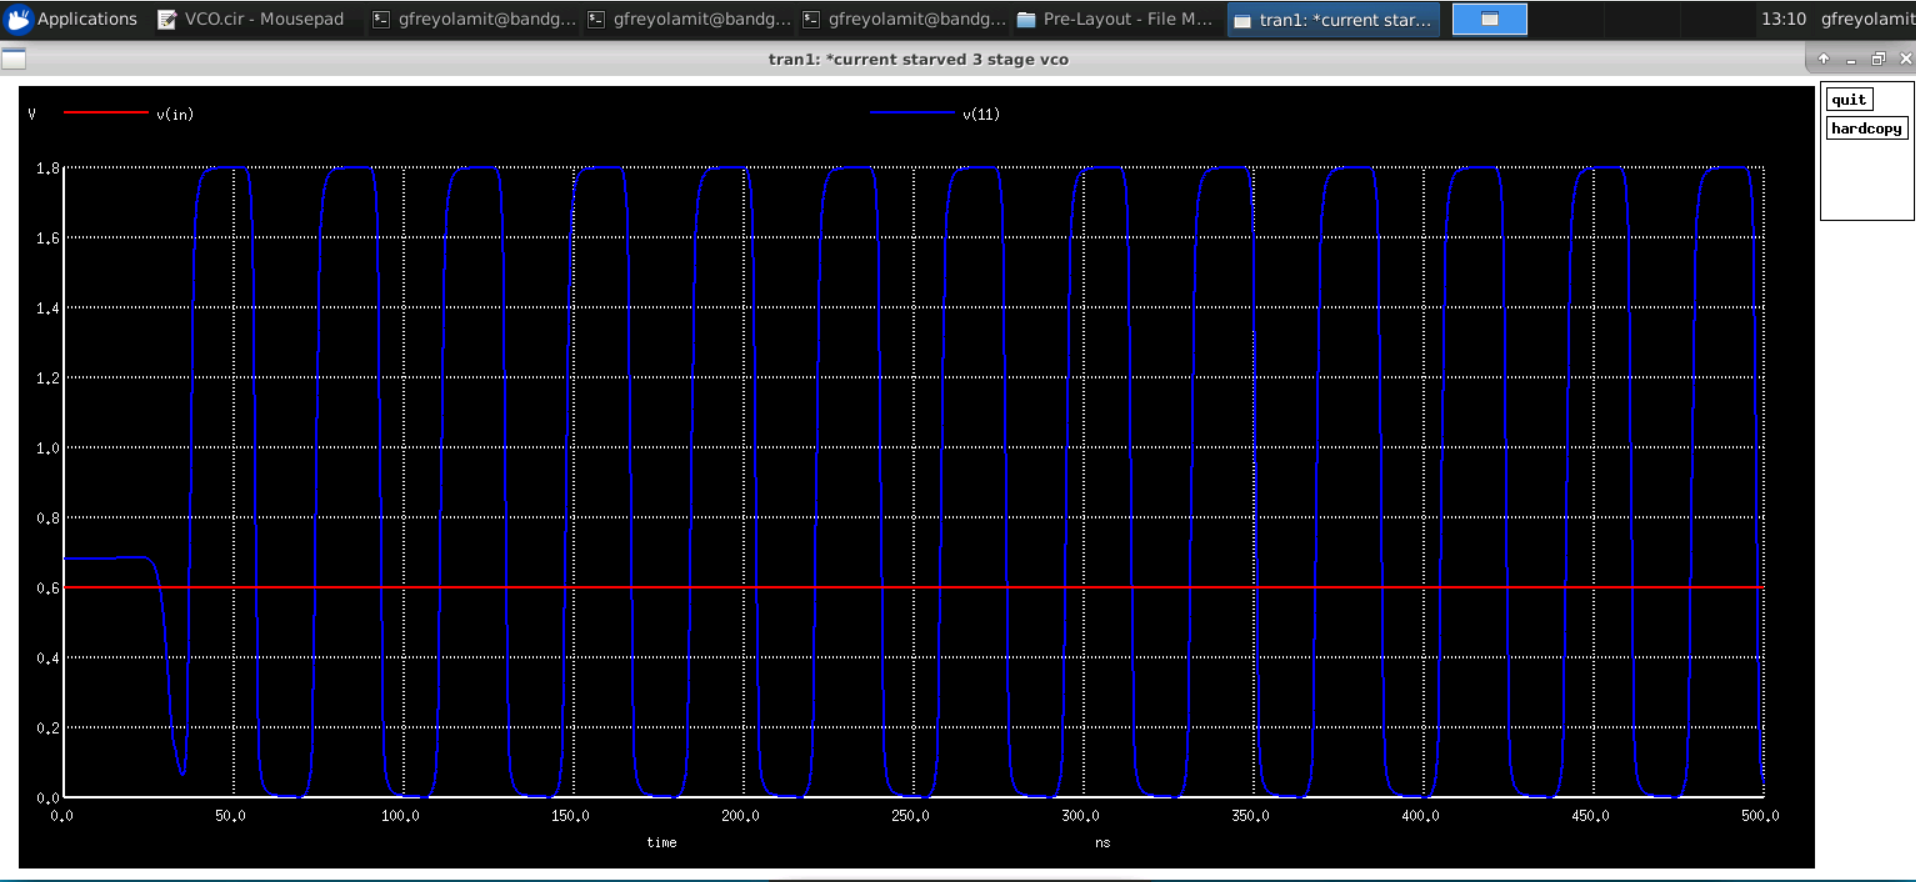 Applications VCO.cir - Mousepad gfreyolamit@bandg... gfreyolamit@bandg... gfreyolamit@bandg... Pre-Layout - File M... tran1: *current star... 13:10 gfreyolamit
tran1: *current starved 3 stage vco
quit
hardcopy
V v(in) v(11)
1.8
1.6
1.4
1.2
1.0
0.8
0.6
0.4
0.2
0.0
0.0 50.0 100.0 150.0 200.0 250.0 300.0 350.0 400.0 450.0 500.0
time ns